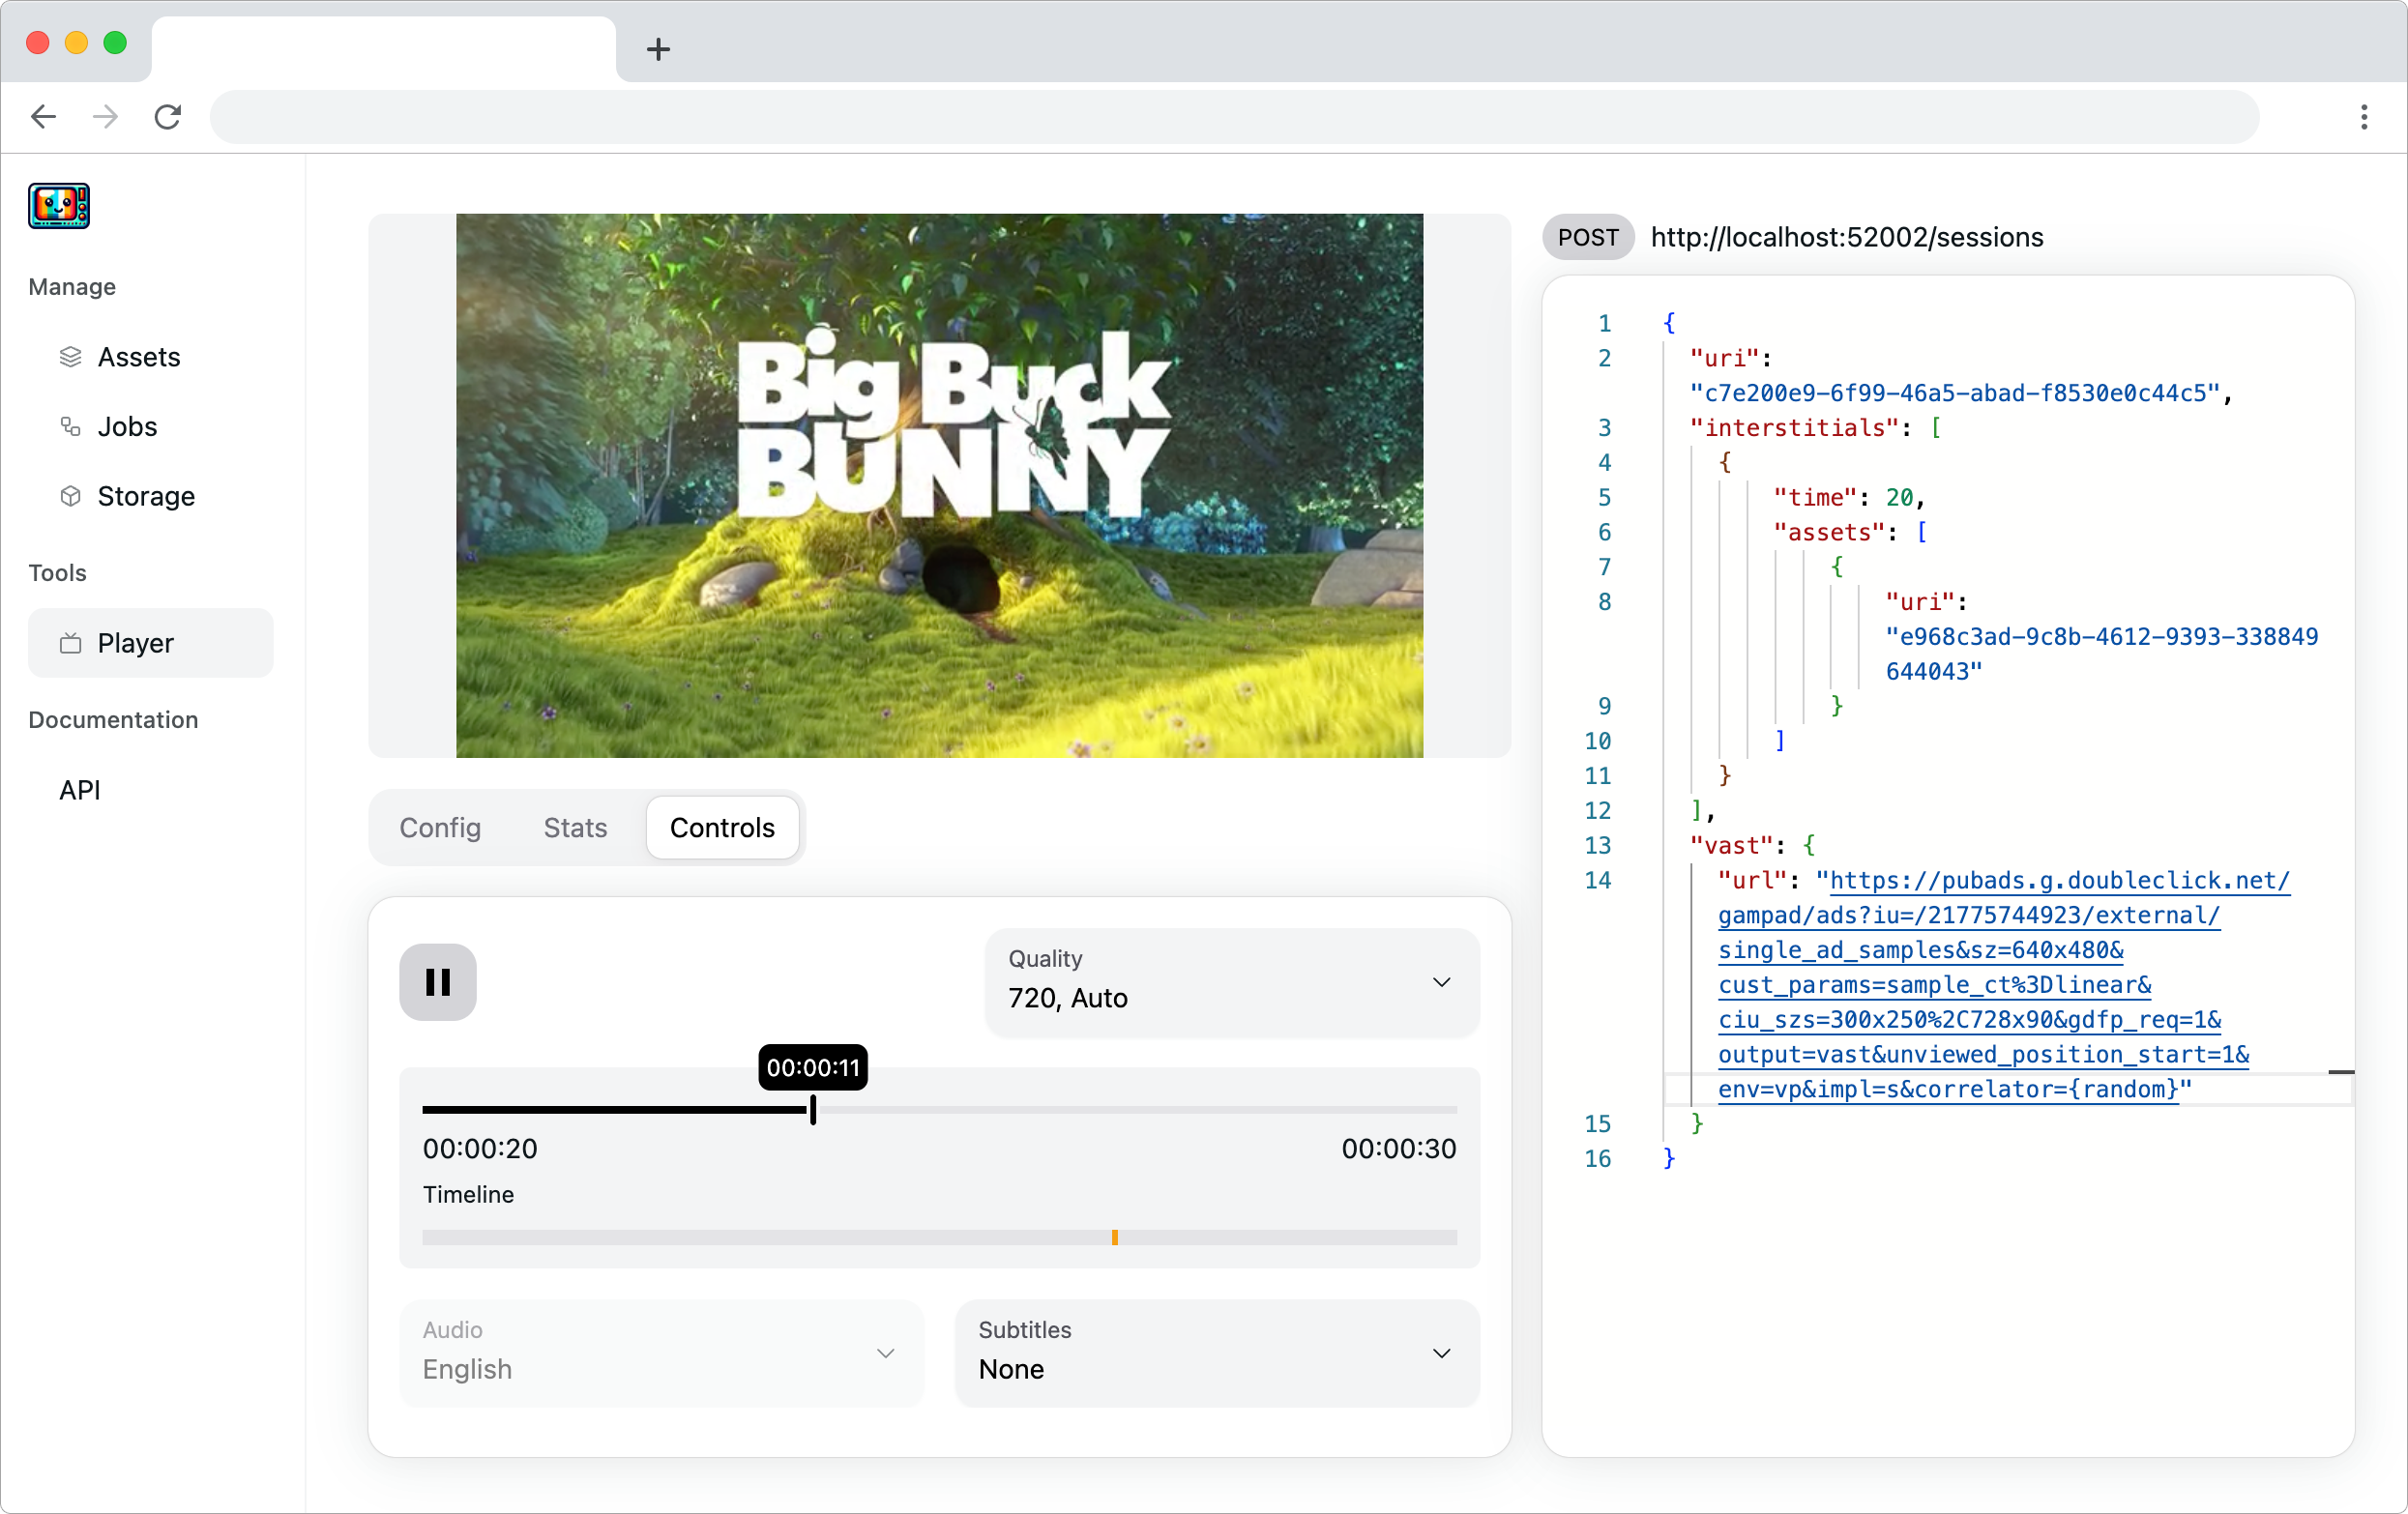 Manage
Assets
Jobs
Storage
Tools
Player
Documentation
API
Big Buck
BUNNY
Config Stats Controls
Quality
720, Auto
00:00:11
00:00:20 00:00:30
Timeline
Audio
English
Subtitles
None
POST http://localhost:52002/sessions
1 {
2 "uri":
"c7e200e9-6f99-46a5-abad-f8530e0c44c5",
3 "interstitials": [
4 {
5 "time": 20,
6 "assets": [
7 {
8 "uri":
"e968c3ad-9c8b-4612-9393-338849
644043"
9 }
10 ]
11 }
12 ],
13 "vast": {
14 "url": "https://pubads.g.doubleclick.net/
gampad/ads?iu=/21775744923/external/
single_ad_samples&sz=640x480&
cust_params=sample_ct%3Dlinear&
ciu_szs=300x250%2C728x90&gdfp_req=1&
output=vast&unviewed_position_start=1&
env=vp&impl=s&correlator={random}"
15 }
16 }